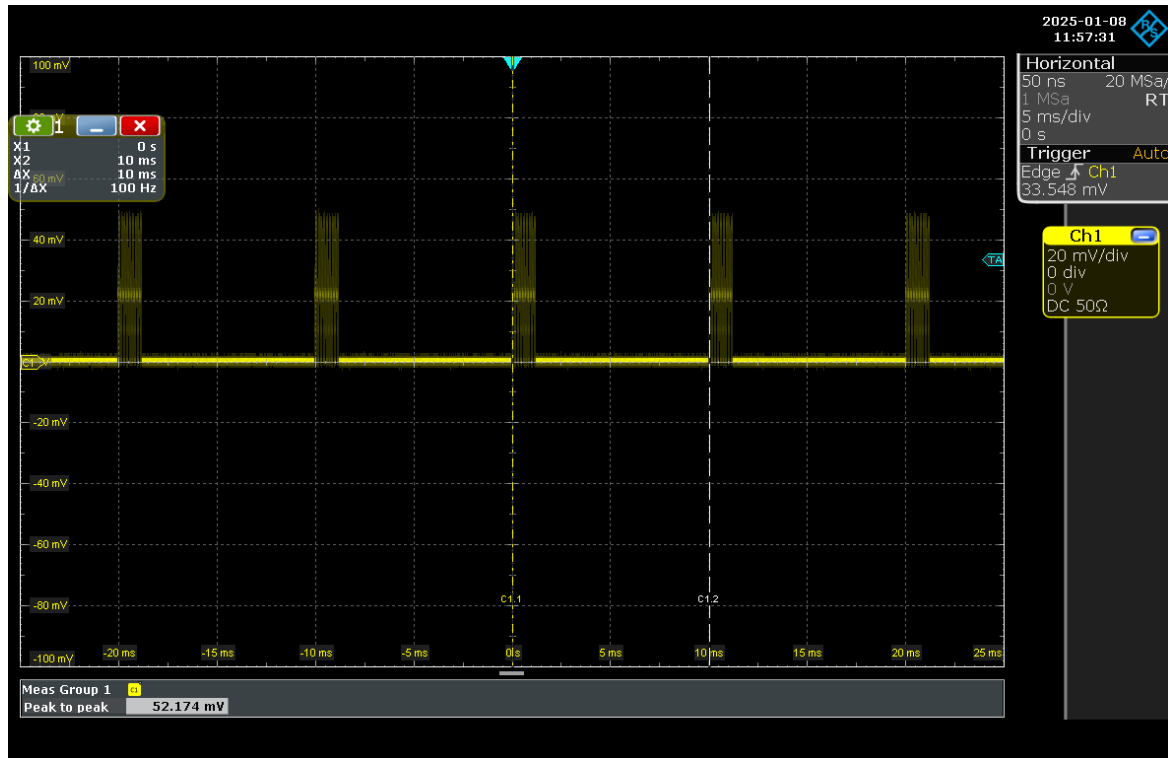 2025-01-08
11:57:31
R&S
Horizontal
50 ns 20 MSa/
1 MSa RT
5 ms/div
0 s
Trigger Auto
Edge Ch1
33.548 mV
Ch1
20 mV/div
0 div
0 V
DC 50Ω
TA
100 mV
1
X1 0 s
X2 10 ms
ΔX 10 ms
1/ΔX 100 Hz
60 mV
40 mV
20 mV
C1
-20 mV
-40 mV
-60 mV
-80 mV
-100 mV
C1.1
C1.2
-20 ms
-15 ms
-10 ms
-5 ms
0 s
5 ms
10 ms
15 ms
20 ms
25 ms
Meas Group 1 C1
Peak to peak 52.174 mV